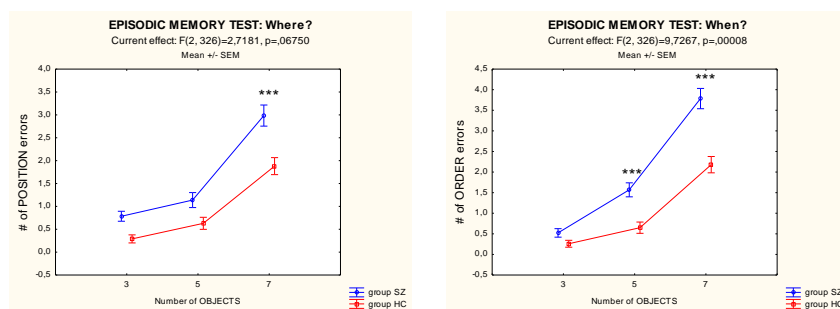 EPISODIC MEMORY TEST: Where?
Current effect: F(2, 326)=2,7181, p=,06750
Mean +/- SEM
4,0
3,5
3,0
2,5
2,0
1,5
1,0
0,5
0,0
-0,5
# of POSITION errors
***
3 5 7
Number of OBJECTS
group SZ
group HC
EPISODIC MEMORY TEST: When?
Current effect: F(2, 326)=9,7267, p=,00008
Mean +/- SEM
4,5
4,0
3,5
3,0
2,5
2,0
1,5
1,0
0,5
0,0
-0,5
# of ORDER errors
***
***
3 5 7
Number of OBJECTS
group SZ
group HC